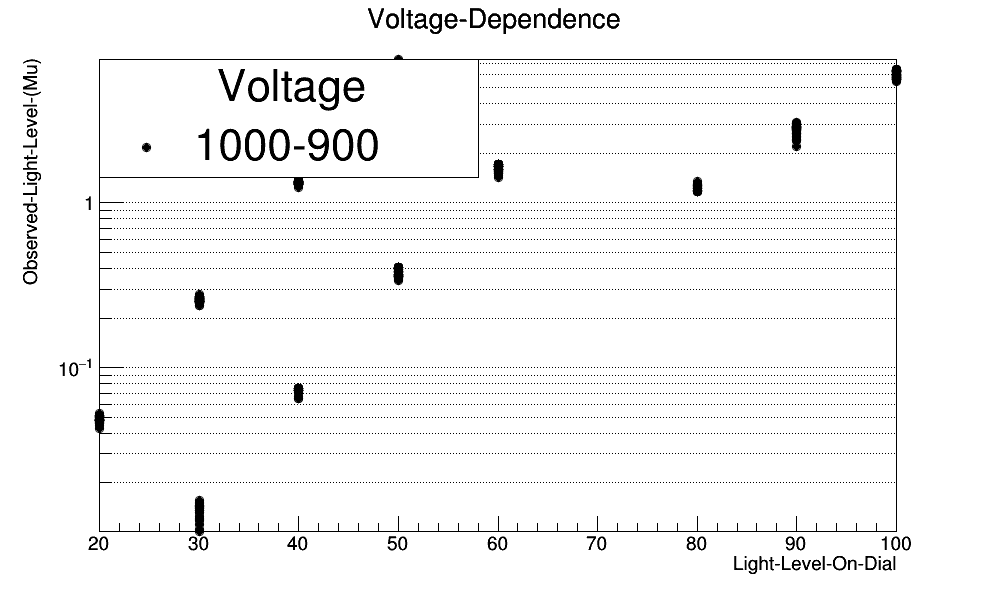 Voltage-Dependence
Observed-Light-Level-(Mu)
Voltage
1000-900
1
10⁻¹
20 30 40 50 60 70 80 90 100
Light-Level-On-Dial